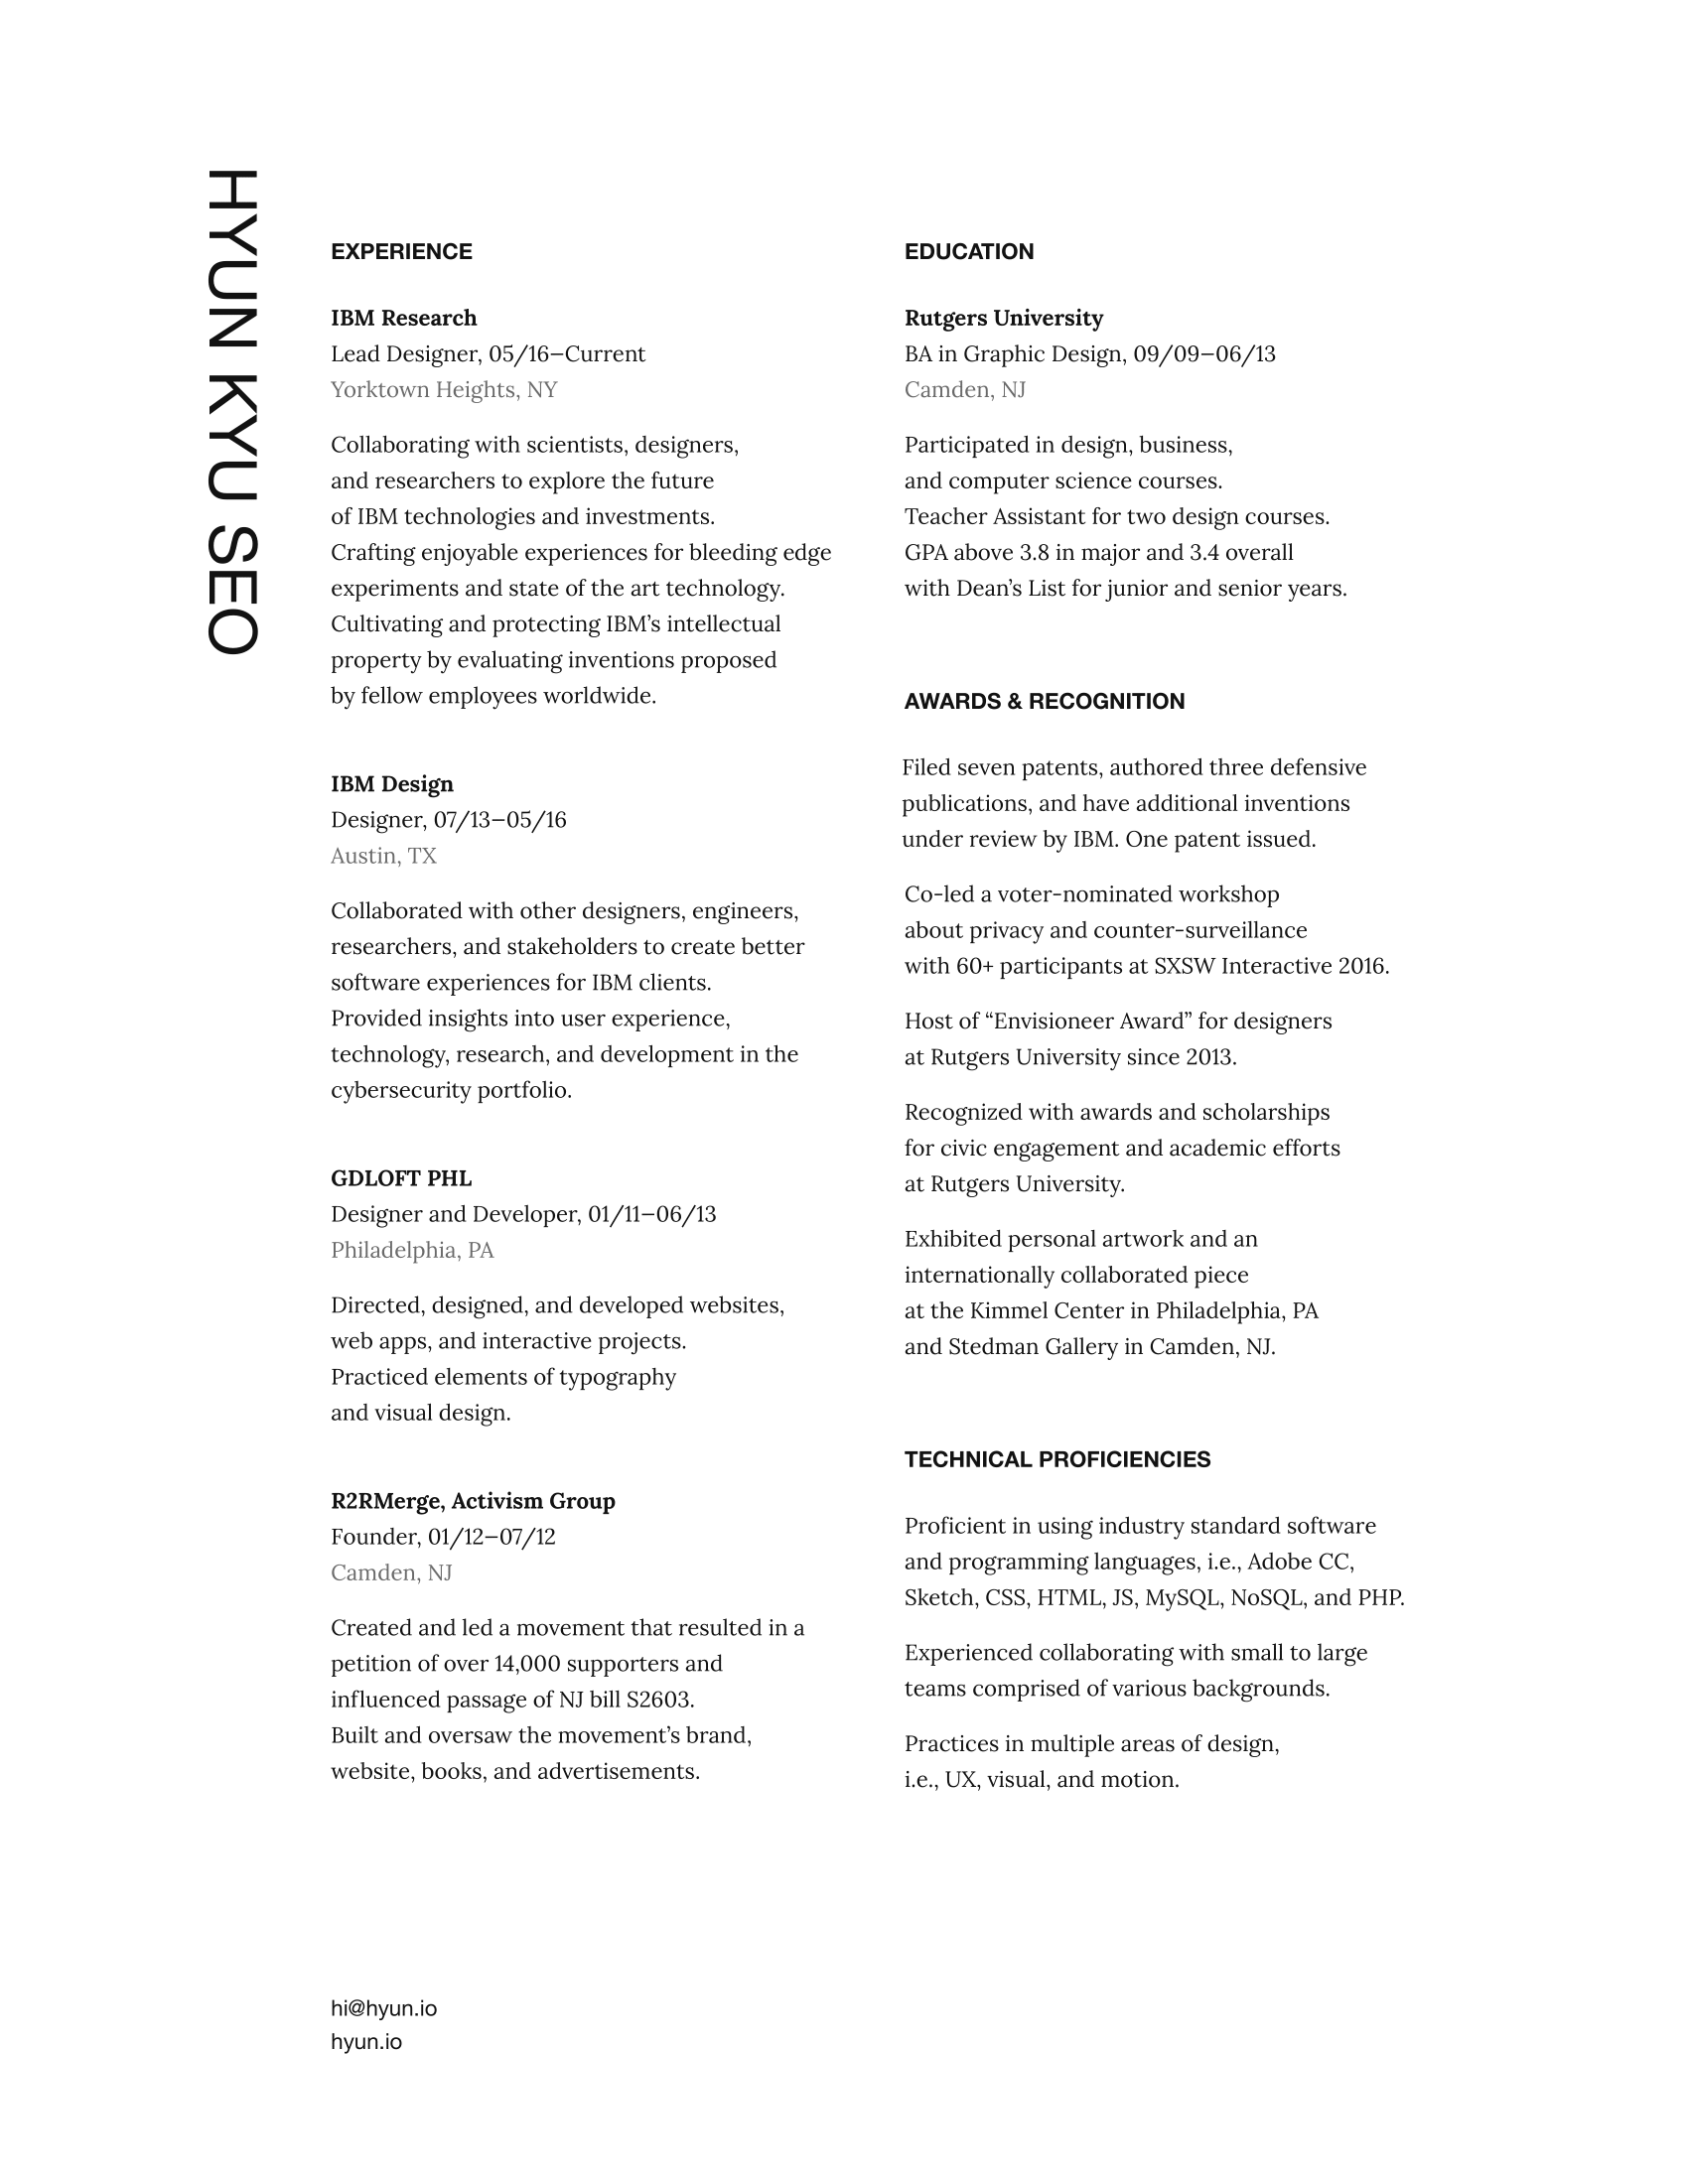 HYUN KYU SEO
EXPERIENCE
IBM Research
Lead Designer, 05/16—Current
Yorktown Heights, NY
Collaborating with scientists, designers,
and researchers to explore the future
of IBM technologies and investments.
Crafting enjoyable experiences for bleeding edge
experiments and state of the art technology.
Cultivating and protecting IBM’s intellectual
property by evaluating inventions proposed
by fellow employees worldwide.
IBM Design
Designer, 07/13—05/16
Austin, TX
Collaborated with other designers, engineers,
researchers, and stakeholders to create better
software experiences for IBM clients.
Provided insights into user experience,
technology, research, and development in the
cybersecurity portfolio.
GDLOFT PHL
Designer and Developer, 01/11—06/13
Philadelphia, PA
Directed, designed, and developed websites,
web apps, and interactive projects.
Practiced elements of typography
and visual design.
R2RMerge, Activism Group
Founder, 01/12—07/12
Camden, NJ
Created and led a movement that resulted in a
petition of over 14,000 supporters and
influenced passage of NJ bill S2603.
Built and oversaw the movement’s brand,
website, books, and advertisements.
EDUCATION
Rutgers University
BA in Graphic Design, 09/09—06/13
Camden, NJ
Participated in design, business,
and computer science courses.
Teacher Assistant for two design courses.
GPA above 3.8 in major and 3.4 overall
with Dean’s List for junior and senior years.
AWARDS & RECOGNITION
Filed seven patents, authored three defensive
publications, and have additional inventions
under review by IBM. One patent issued.
Co-led a voter-nominated workshop
about privacy and counter-surveillance
with 60+ participants at SXSW Interactive 2016.
Host of “Envisioneer Award” for designers
at Rutgers University since 2013.
Recognized with awards and scholarships
for civic engagement and academic efforts
at Rutgers University.
Exhibited personal artwork and an
internationally collaborated piece
at the Kimmel Center in Philadelphia, PA
and Stedman Gallery in Camden, NJ.
TECHNICAL PROFICIENCIES
Proficient in using industry standard software
and programming languages, i.e., Adobe CC,
Sketch, CSS, HTML, JS, MySQL, NoSQL, and PHP.
Experienced collaborating with small to large
teams comprised of various backgrounds.
Practices in multiple areas of design,
i.e., UX, visual, and motion.
hi@hyun.io
hyun.io